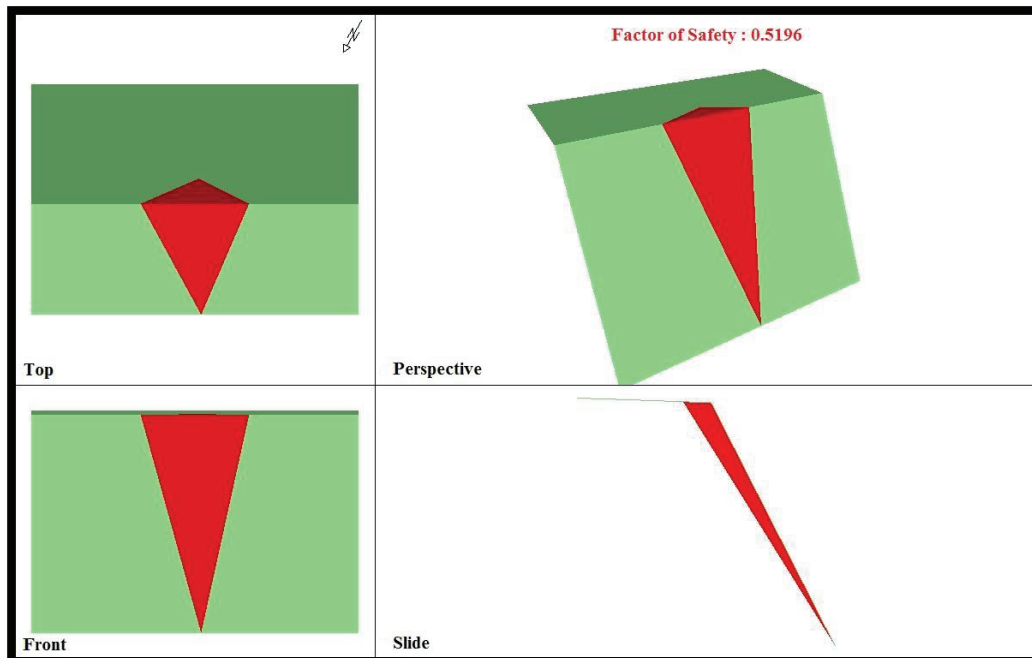 N
Factor of Safety : 0.5196
Top
Perspective
Front
Slide